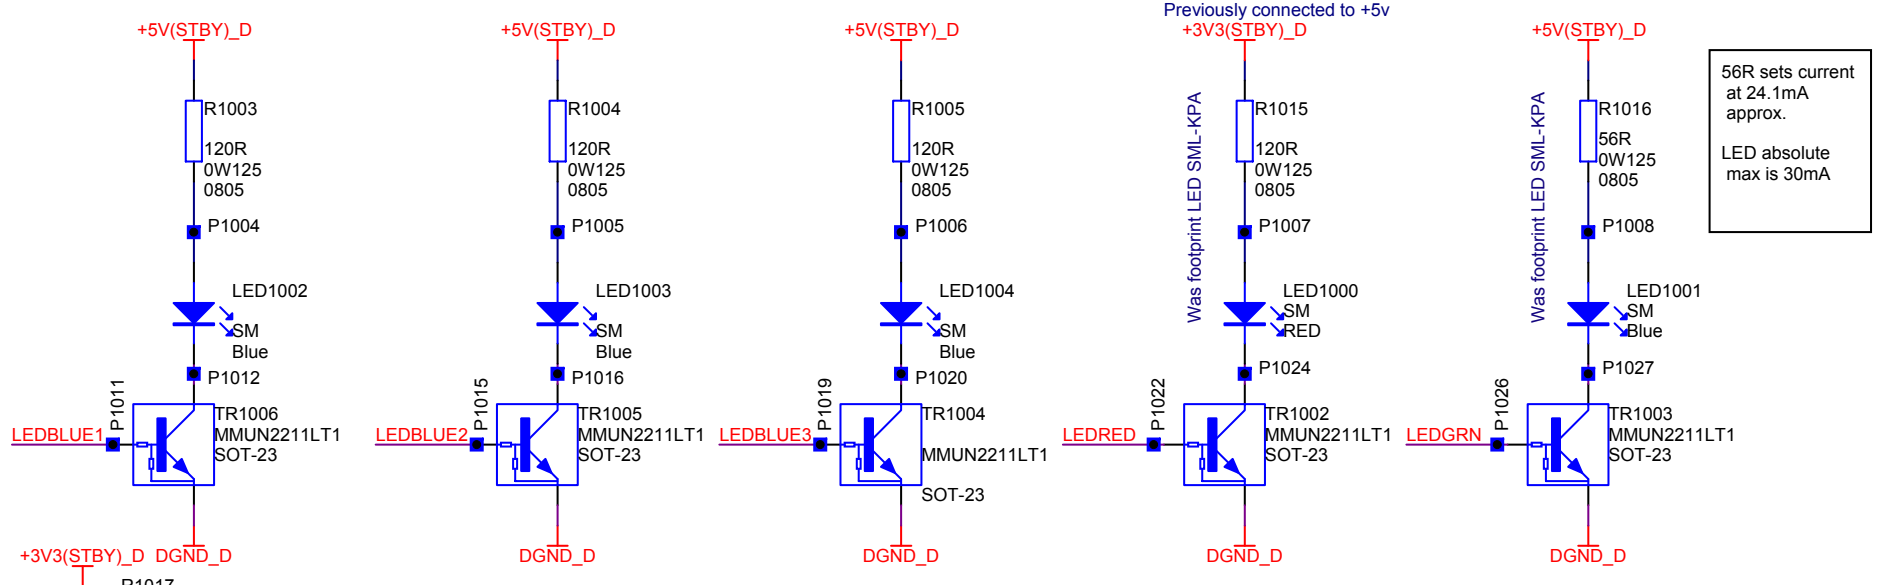 Previously connected to +5v
+5V(STBY)_D
+5V(STBY)_D
+5V(STBY)_D
+3V3(STBY)_D
+5V(STBY)_D
R1003
120R
0W125
0805
P1004
LED1002
SM
Blue
P1012
P1011
LEDBLUE1
TR1006
MMUN2211LT1
SOT-23
DGND_D
R1004
120R
0W125
0805
P1005
LED1003
SM
Blue
P1016
P1015
LEDBLUE2
TR1005
MMUN2211LT1
SOT-23
DGND_D
R1005
120R
0W125
0805
P1006
LED1004
SM
Blue
P1020
P1019
LEDBLUE3
TR1004
MMUN2211LT1
SOT-23
DGND_D
Was footprint LED SML-KPA
R1015
120R
0W125
0805
P1007
LED1000
SM
RED
P1024
P1022
LEDRED
TR1002
MMUN2211LT1
SOT-23
DGND_D
Was footprint LED SML-KPA
R1016
56R
0W125
0805
P1008
LED1001
SM
Blue
P1027
P1026
LEDGRN
TR1003
MMUN2211LT1
SOT-23
DGND_D
56R sets current
at 24.1mA
approx.
LED absolute
max is 30mA
+3V3(STBY)_D
R1017